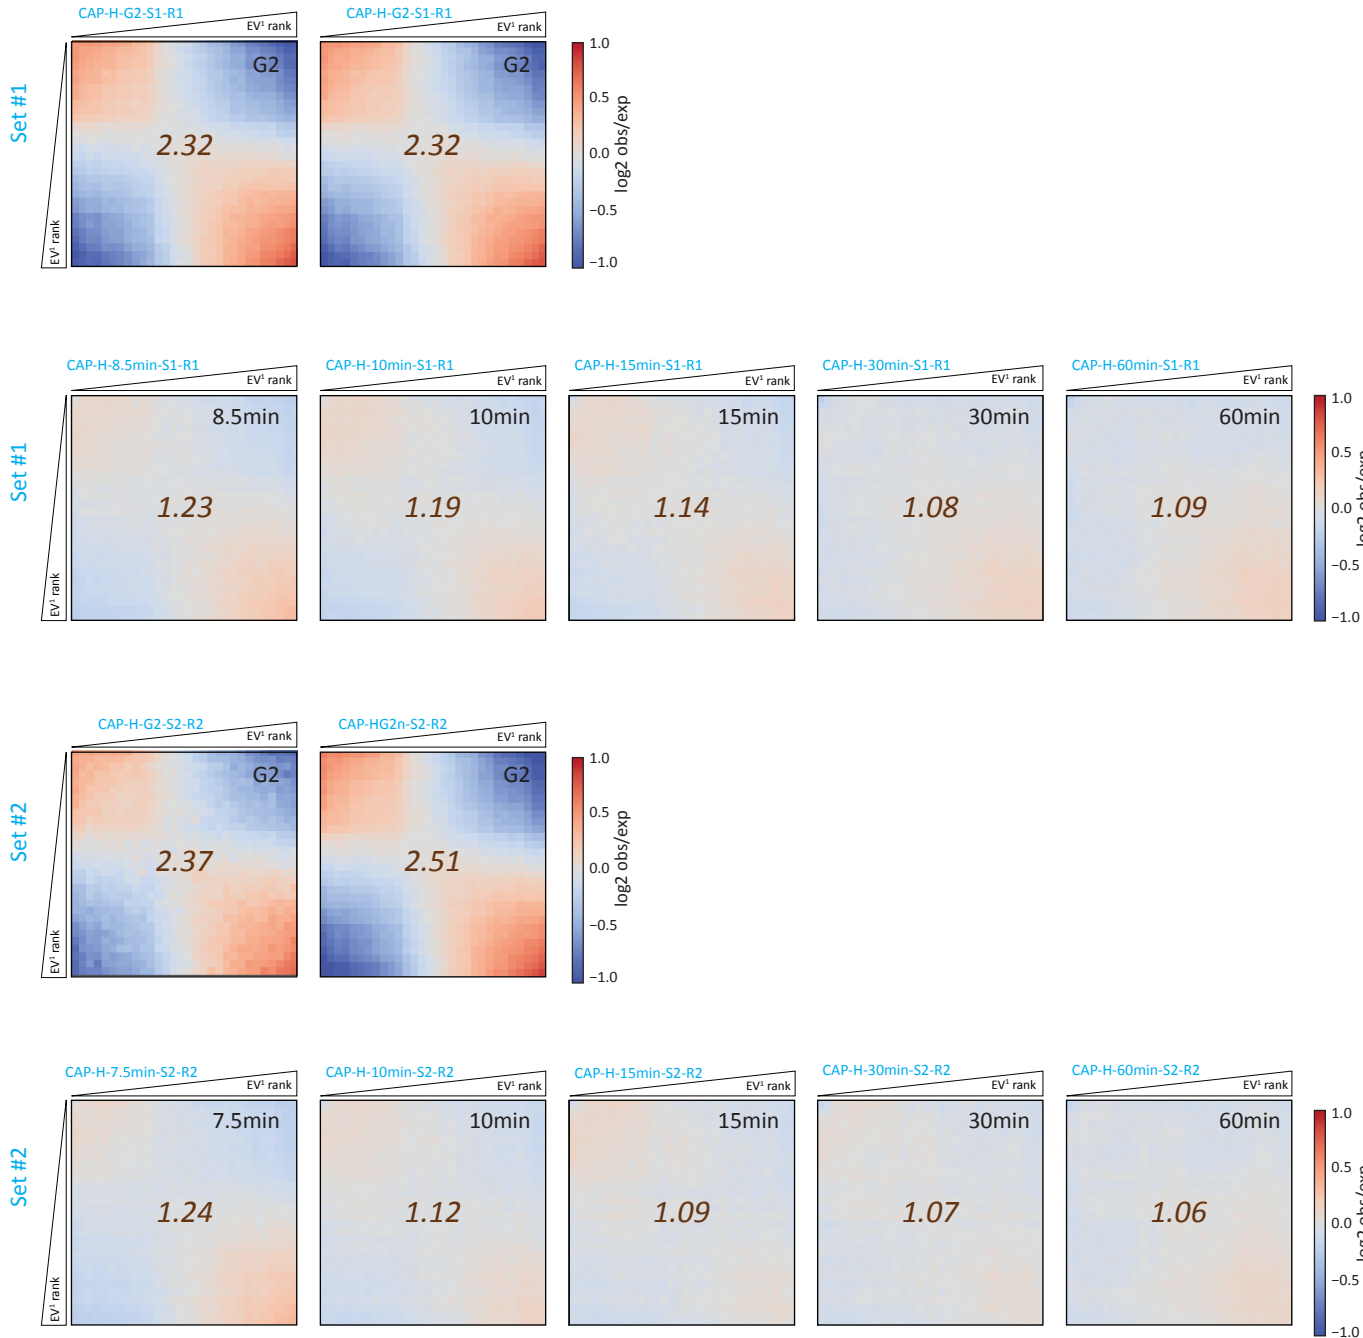 CAP-H-G2-S1-R1
CAP-H-G2-S1-R1
EV¹ rank
EV¹ rank
Set #1
EV¹ rank
G2
2.32
G2
2.32
1.0
0.5
0.0
−0.5
−1.0
log2 obs/exp
CAP-H-8.5min-S1-R1
CAP-H-10min-S1-R1
CAP-H-15min-S1-R1
CAP-H-30min-S1-R1
CAP-H-60min-S1-R1
EV¹ rank
EV¹ rank
EV¹ rank
EV¹ rank
EV¹ rank
Set #1
EV¹ rank
8.5min
1.23
10min
1.19
15min
1.14
30min
1.08
60min
1.09
1.0
0.5
0.0
−0.5
−1.0
log2 obs/exp
CAP-H-G2-S2-R2
CAP-HG2n-S2-R2
EV¹ rank
EV¹ rank
Set #2
EV¹ rank
G2
2.37
G2
2.51
1.0
0.5
0.0
−0.5
−1.0
log2 obs/exp
CAP-H-7.5min-S2-R2
CAP-H-10min-S2-R2
CAP-H-15min-S2-R2
CAP-H-30min-S2-R2
CAP-H-60min-S2-R2
EV¹ rank
EV¹ rank
EV¹ rank
EV¹ rank
EV¹ rank
Set #2
EV¹ rank
7.5min
1.24
10min
1.12
15min
1.09
30min
1.07
60min
1.06
1.0
0.5
0.0
−0.5
−1.0
log2 obs/exp